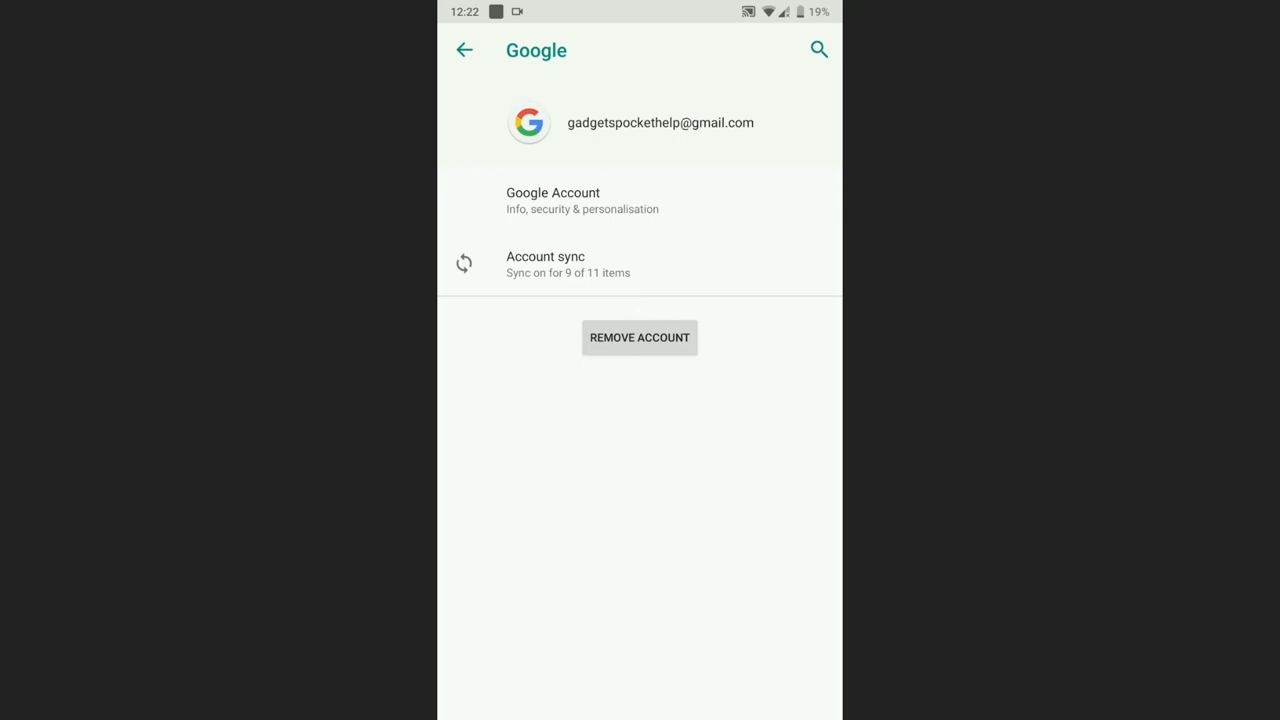 12:22 19%
Google
gadgetspockethelp@gmail.com
Google Account
Info, security & personalisation
Account sync
Sync on for 9 of 11 items
REMOVE ACCOUNT